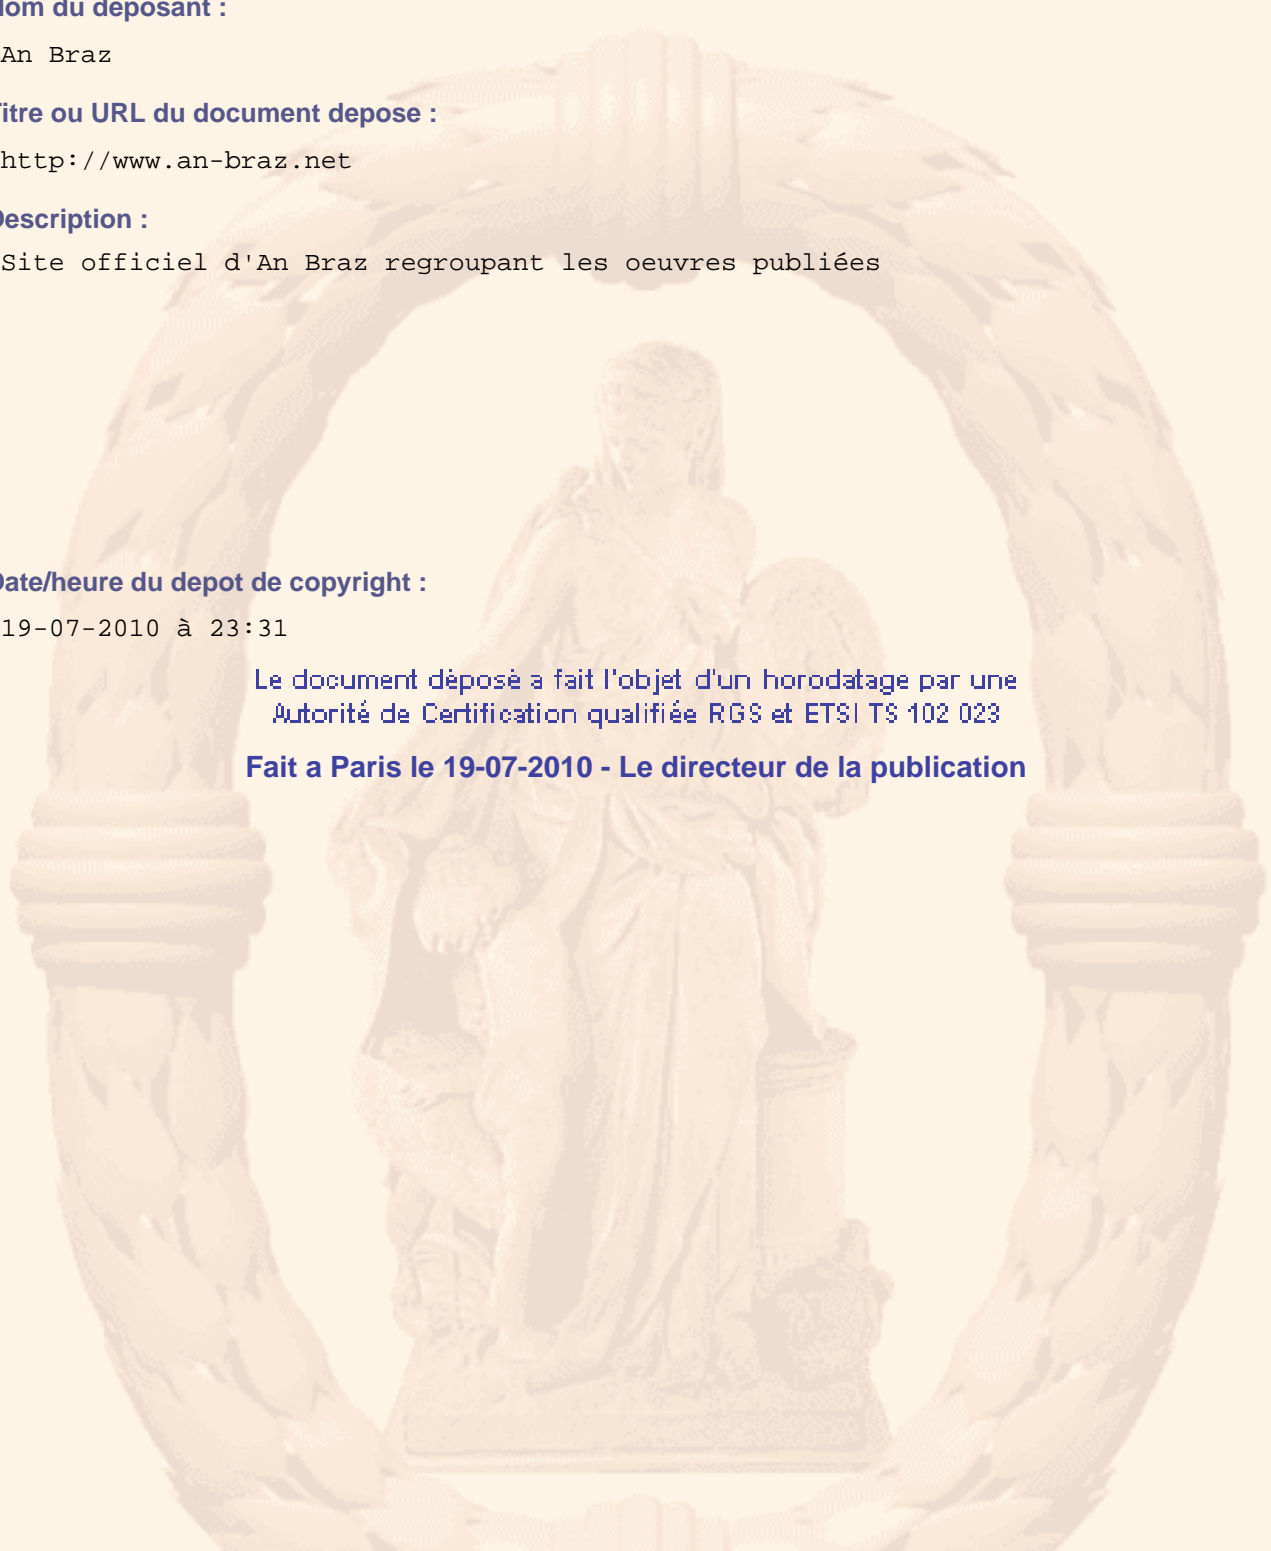 Nom du deposant :
An Braz
Titre ou URL du document depose :
http://www.an-braz.net
Description :
Site officiel d'An Braz regroupant les oeuvres publiées
Date/heure du depot de copyright :
19-07-2010 à 23:31
Le document déposé a fait l'objet d'un horodatage par une
Autorité de Certification qualifiée RGS et ETSI TS 102 023
Fait a Paris le 19-07-2010 - Le directeur de la publication